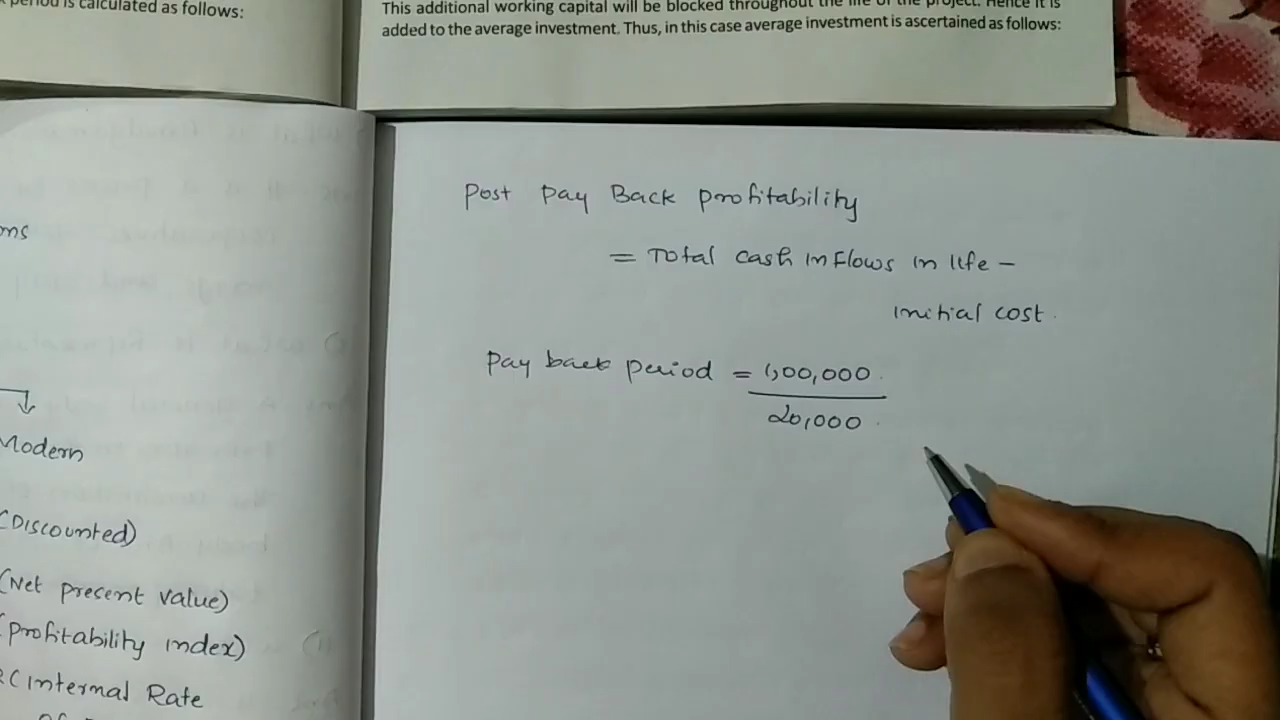 period is calculated as follows:
This additional working capital will be blocked throughout the life of the project. Hence it is
added to the average investment. Thus, in this case average investment is ascertained as follows:
Post Pay Back profitability
= Total cash inflows in life -
initial cost.
Pay back period = 1,00,000
20,000
ms
Modern
(Discounted)
(Net present value)
(profitability index)
(Internal Rate